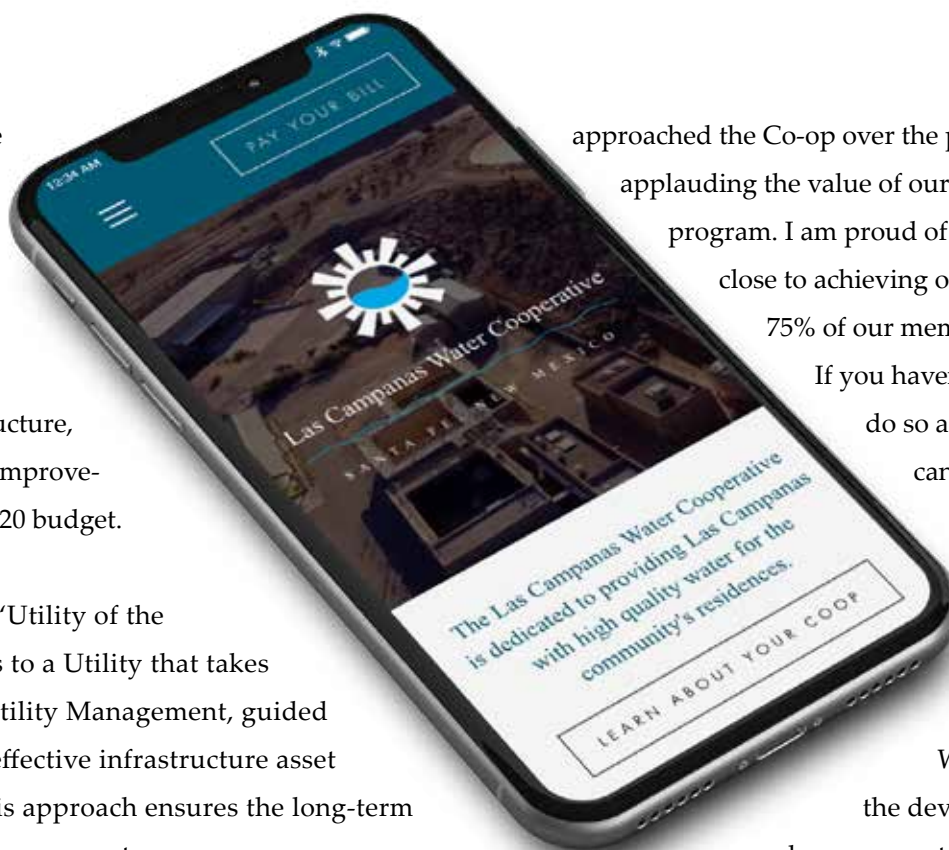 ucture,
mprove-
20 budget.
‘Utility of the
s to a Utility that takes
tility Management, guided
effective infrastructure asset
is approach ensures the long-term
12:34 AM
PAY YOUR BILL
Las Campanas Water Cooperative
SANTA FE, NEW MEXICO
The Las Campanas Water Cooperative
is dedicated to providing Las Campanas
with high quality water for the
community's residences.
LEARN ABOUT YOUR COOP
approached the Co-op over the p
applauding the value of our
program. I am proud of
close to achieving o
75% of our mem
If you haven
do so a
can
W
the dev